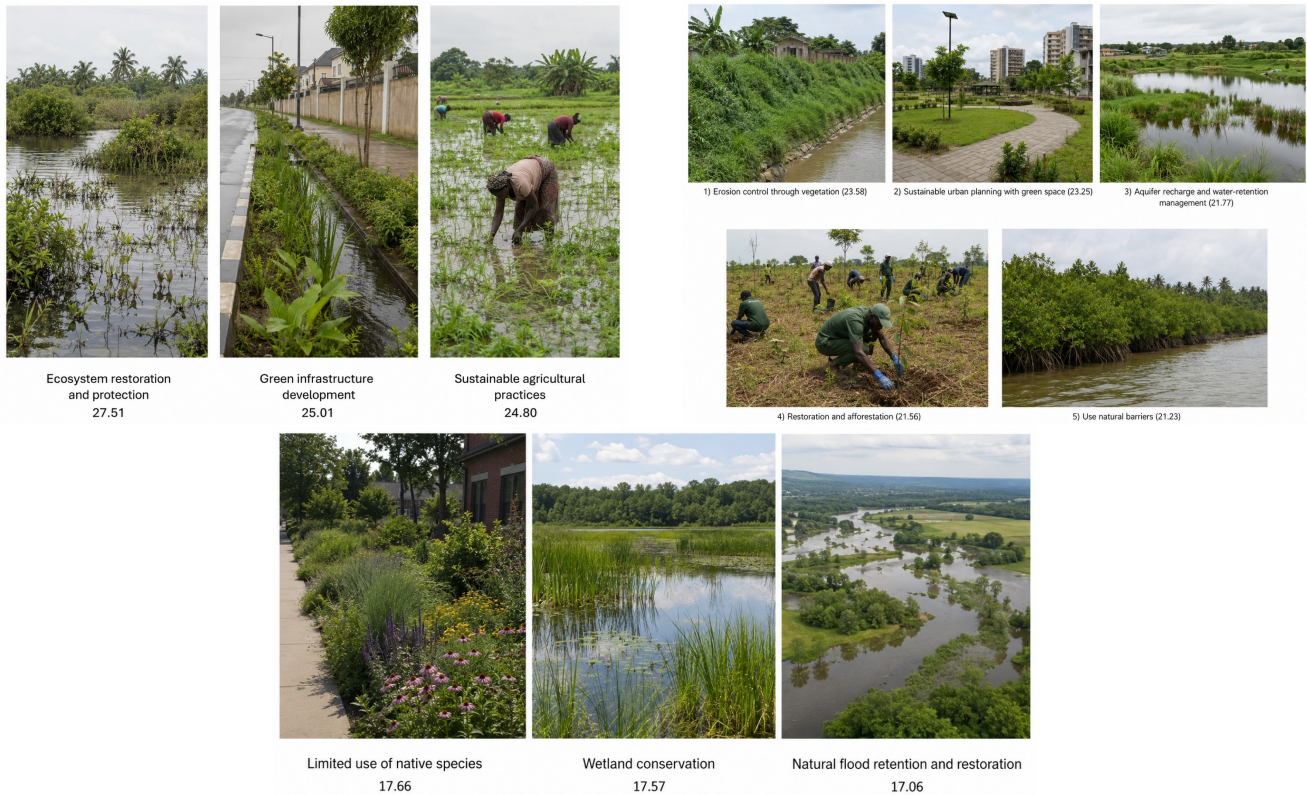 Ecosystem restoration
and protection
27.51
Green infrastructure
development
25.01
Sustainable agricultural
practices
24.80
1) Erosion control through vegetation (23.58)
2) Sustainable urban planning with green space (23.25)
3) Aquifer recharge and water-retention
management (21.77)
4) Restoration and afforestation (21.56)
5) Use natural barriers (21.23)
Limited use of native species
17.66
Wetland conservation
17.57
Natural flood retention and restoration
17.06